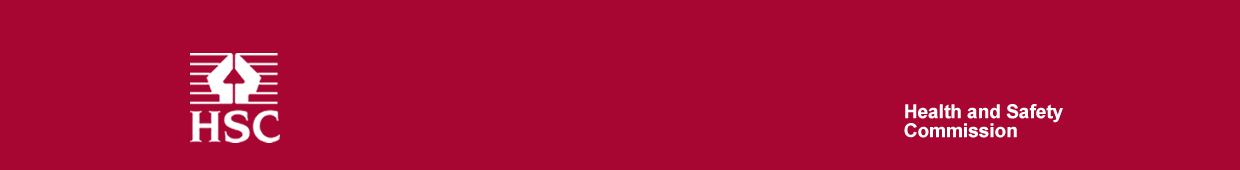 HSC
Health and Safety
Commission